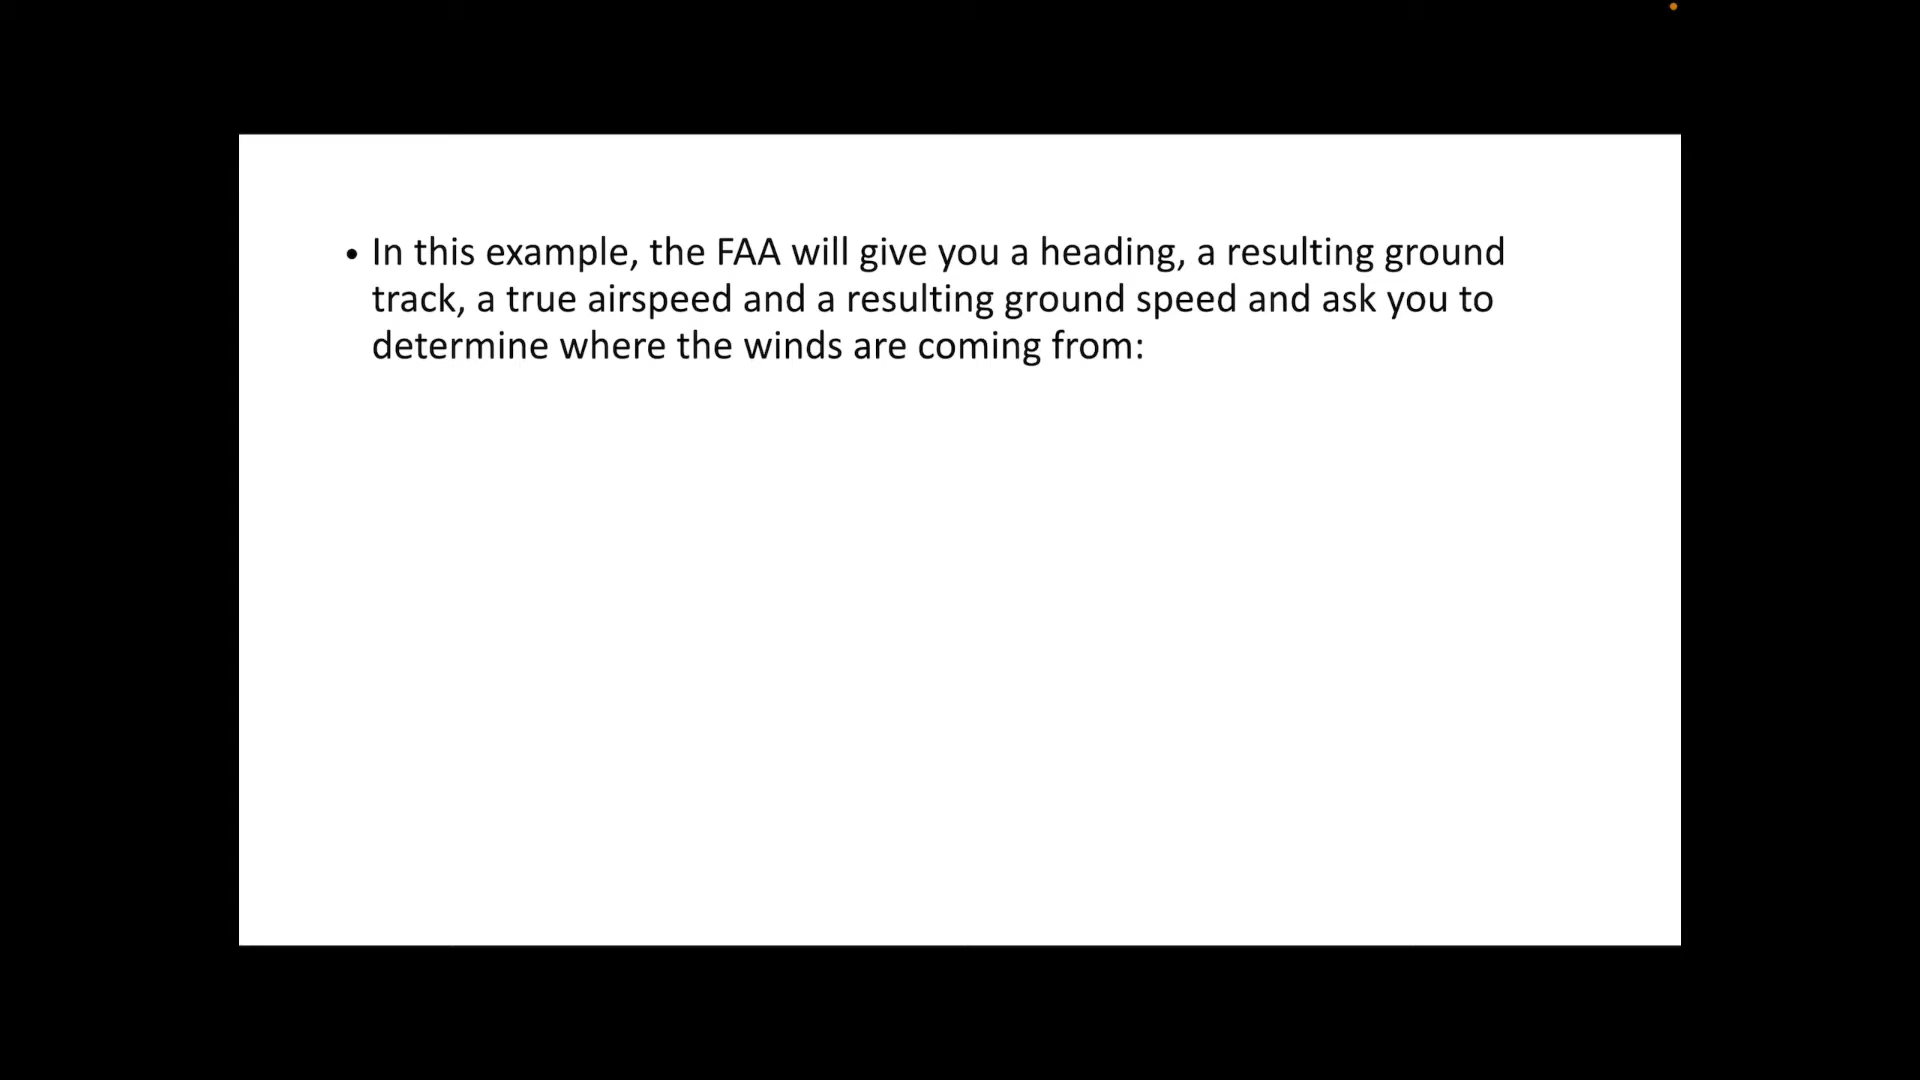 • In this example, the FAA will give you a heading, a resulting ground
track, a true airspeed and a resulting ground speed and ask you to
determine where the winds are coming from: